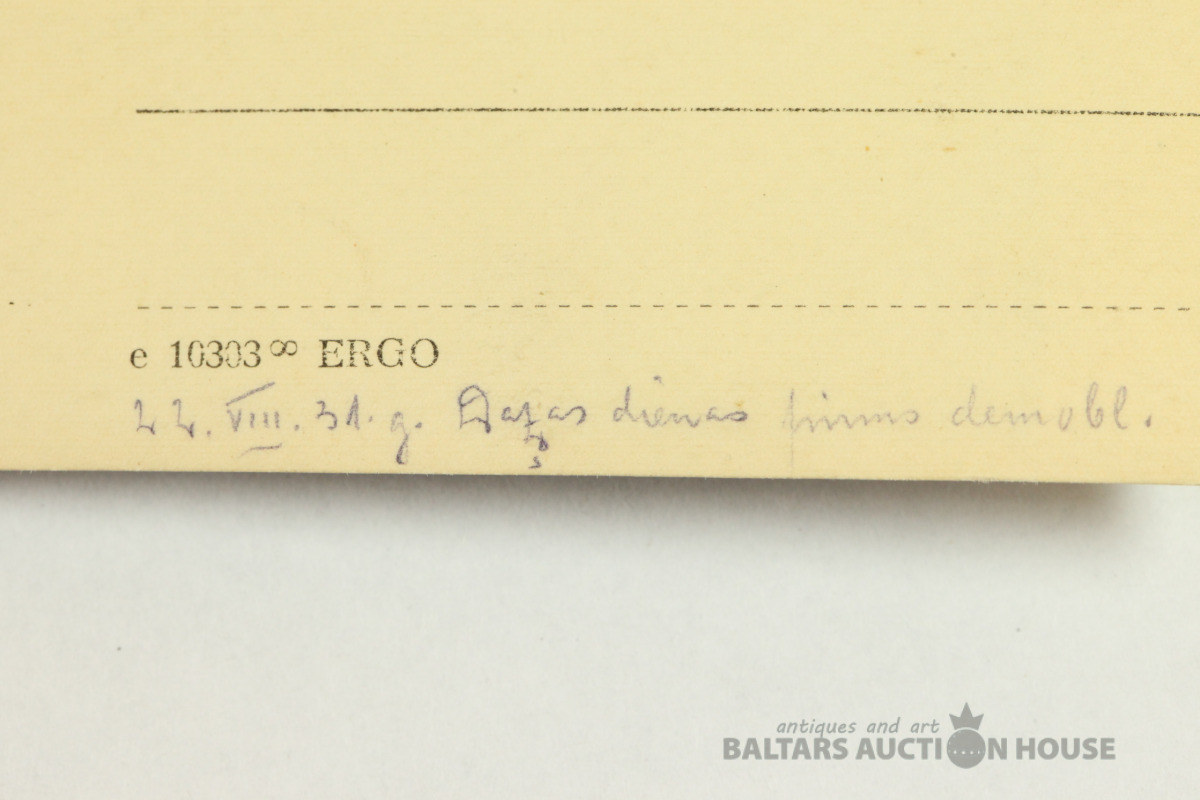 e 10303 ∞ ERGO
22. VIII. 31. g. Dažas dienas pirms demobl.
antiques and art
BALTARS AUCTION HOUSE